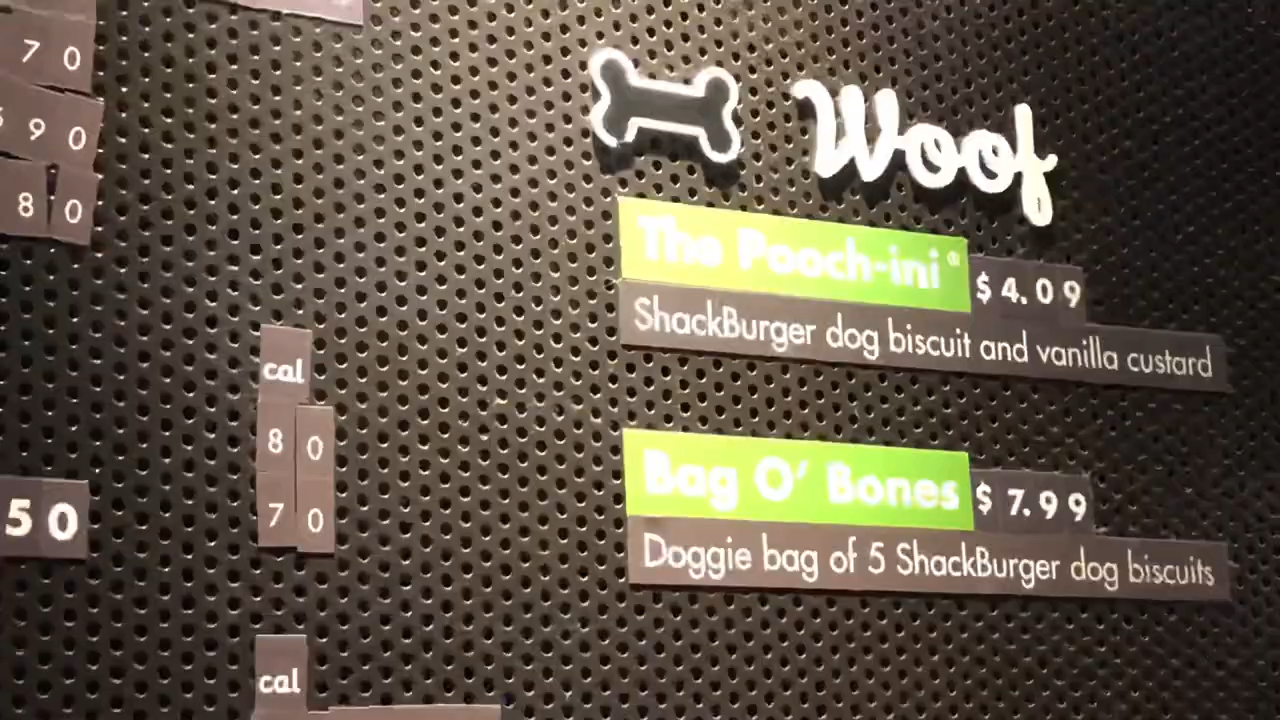 70
90
80
50
cal
80
70
cal
Woof
The Pooch-ini® $4.09
ShackBurger dog biscuit and vanilla custard
Bag O' Bones $7.99
Doggie bag of 5 ShackBurger dog biscuits